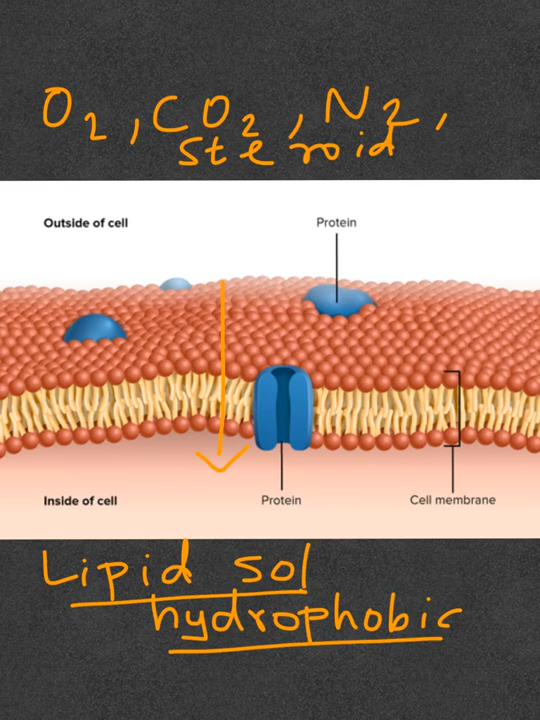 O2, CO2, N2,
steroid
Outside of cell
Protein
Inside of cell
Protein
Cell membrane
Lipid sol
hydrophobic